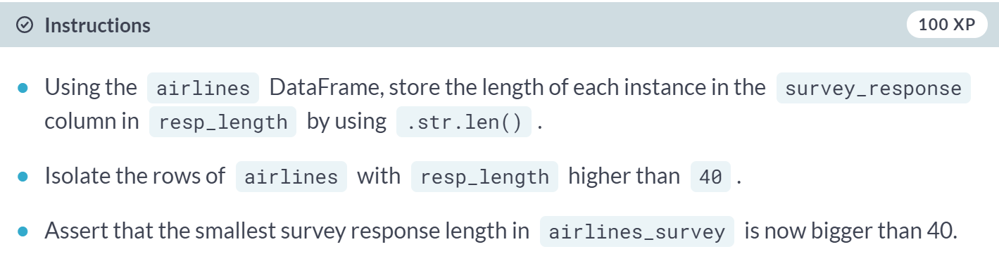 Instructions
100 XP
Using the airlines DataFrame, store the length of each instance in the survey_response
column in resp_length by using .str.len() .
Isolate the rows of airlines with resp_length higher than 40 .
Assert that the smallest survey response length in airlines_survey is now bigger than 40.